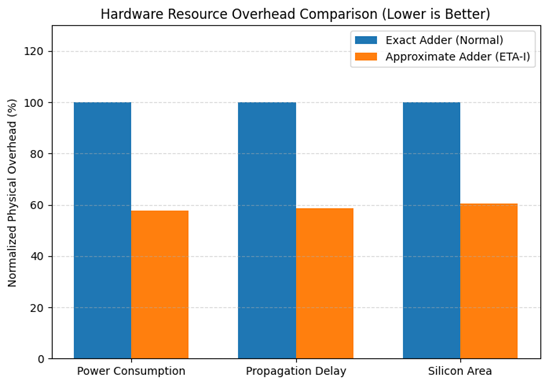 Hardware Resource Overhead Comparison (Lower is Better)
Exact Adder (Normal)
Approximate Adder (ETA-I)
Normalized Physical Overhead (%)
120
100
80
60
40
20
0
Power Consumption
Propagation Delay
Silicon Area